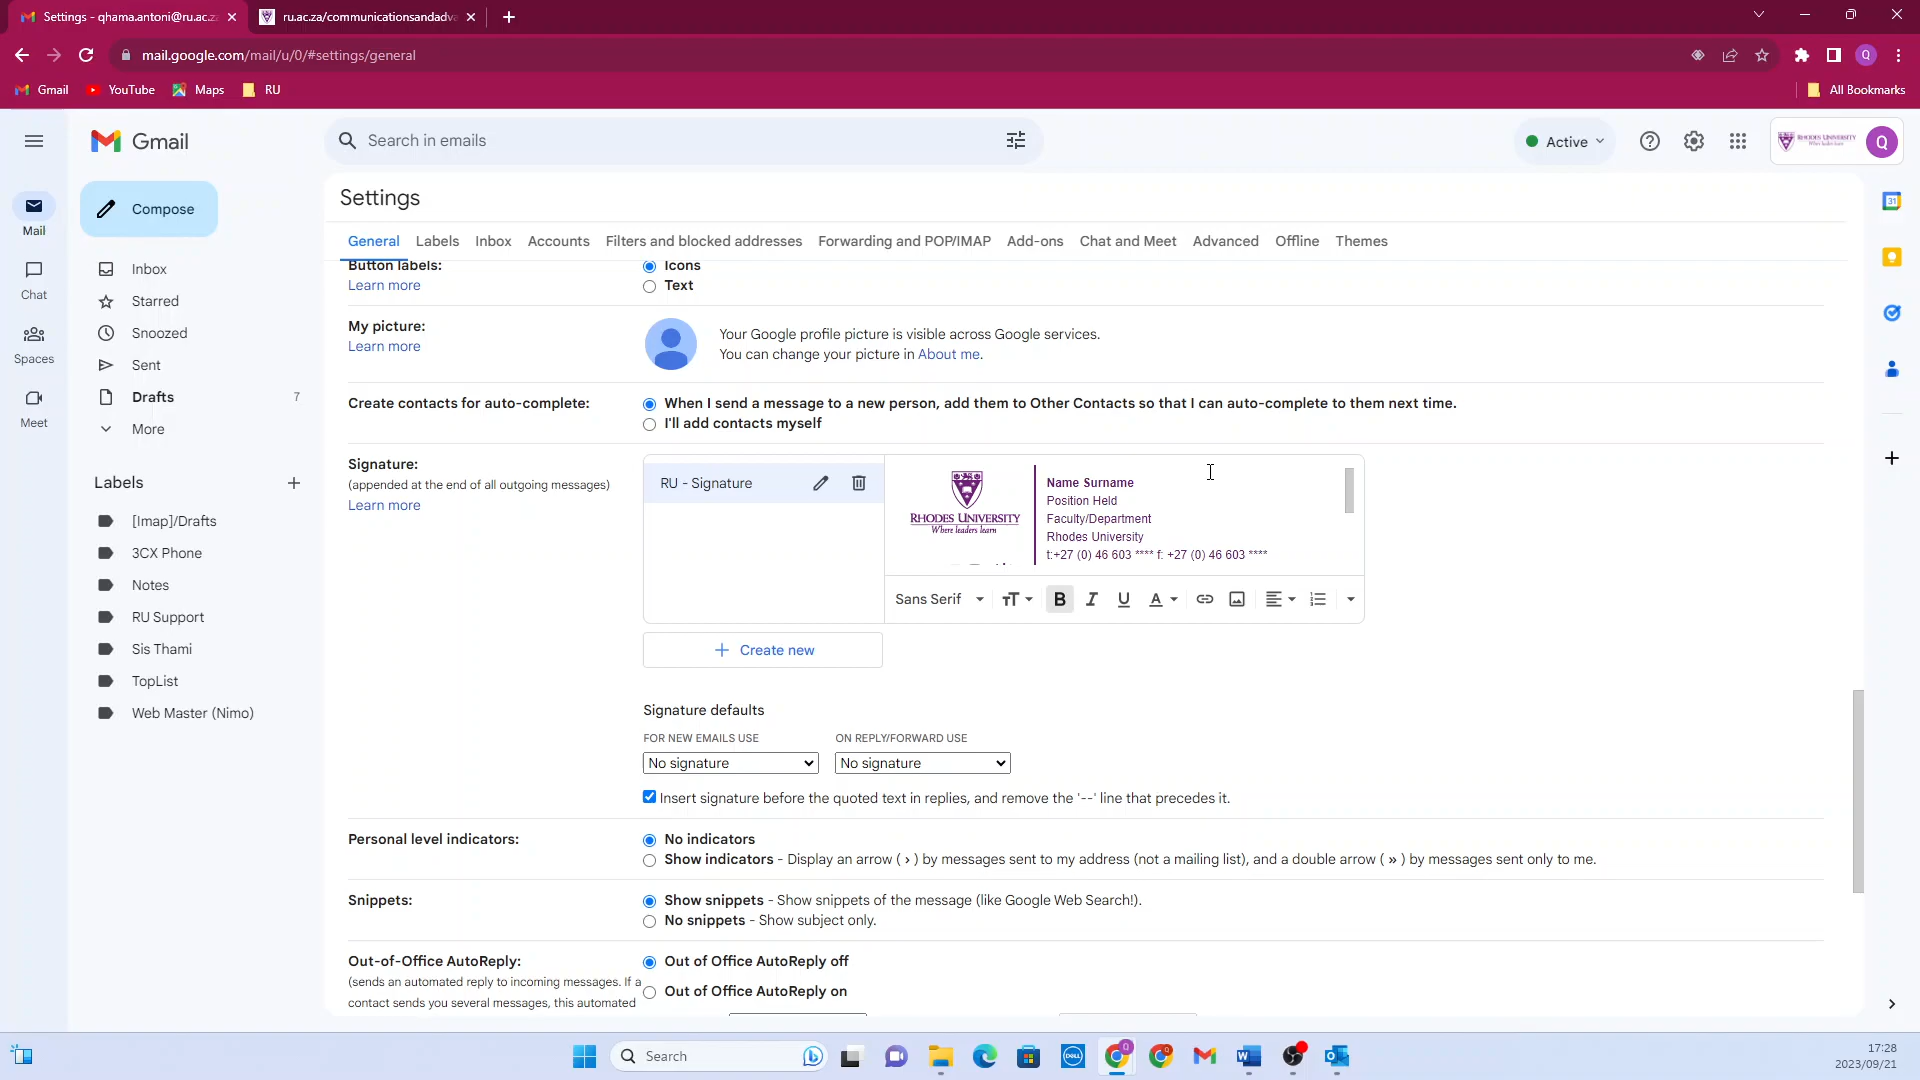 Settings - qhama.antoni@ru.ac.z
ru.ac.za/communicationsandadv
mail.google.com/mail/u/0/#settings/general
Q
Gmail
YouTube
Maps
RU
All Bookmarks
Gmail
Search in emails
Active
RHODES UNIVERSITY
Where leaders learn
Q
Mail
Chat
Spaces
Meet
Compose
Inbox
Starred
Snoozed
Sent
Drafts 7
More
Labels
[Imap]/Drafts
3CX Phone
Notes
RU Support
Sis Thami
TopList
Web Master (Nimo)
Settings
General Labels Inbox Accounts Filters and blocked addresses Forwarding and POP/IMAP Add-ons Chat and Meet Advanced Offline Themes
Button labels:
Learn more
Icons
Text
My picture:
Learn more
Your Google profile picture is visible across Google services.
You can change your picture in About me.
Create contacts for auto-complete:
When I send a message to a new person, add them to Other Contacts so that I can auto-complete to them next time.
I'll add contacts myself
Signature:
(appended at the end of all outgoing messages)
Learn more
RU - Signature
RHODES UNIVERSITY
Where leaders learn
Name Surname
Position Held
Faculty/Department
Rhodes University
t:+27 (0) 46 603 **** f: +27 (0) 46 603 ****
Sans Serif
Create new
Signature defaults
FOR NEW EMAILS USE
ON REPLY/FORWARD USE
No signature
No signature
Insert signature before the quoted text in replies, and remove the '--' line that precedes it.
Personal level indicators:
No indicators
Show indicators - Display an arrow ( › ) by messages sent to my address (not a mailing list), and a double arrow ( » ) by messages sent only to me.
Snippets:
Show snippets - Show snippets of the message (like Google Web Search!).
No snippets - Show subject only.
Out-of-Office AutoReply:
(sends an automated reply to incoming messages. If a
contact sends you several messages, this automated
Out of Office AutoReply off
Out of Office AutoReply on
31
Search
DELL
17:28
2023/09/21